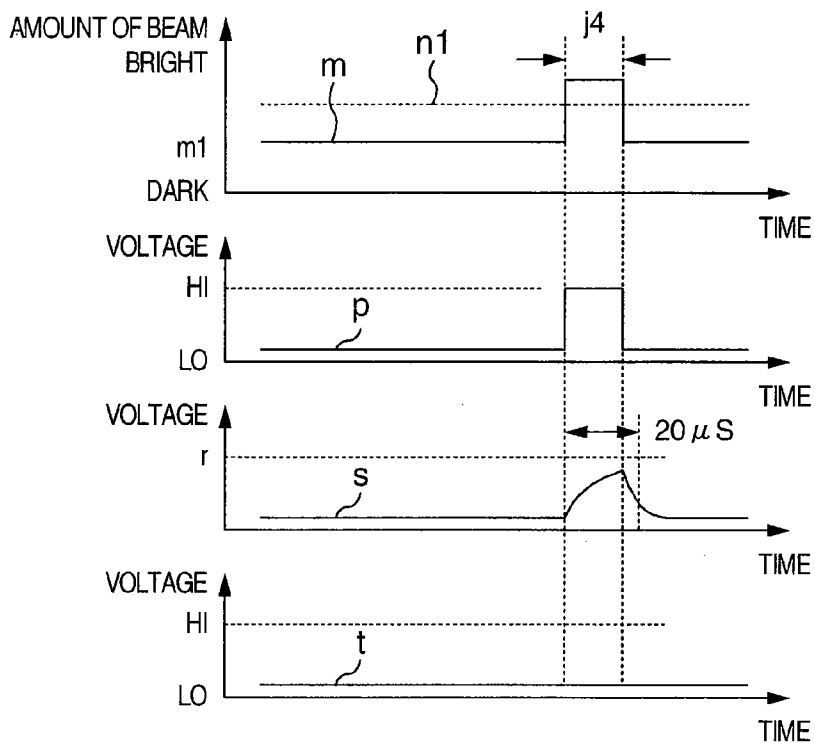 AMOUNT OF BEAM
BRIGHT
m
n1
j4
m1
DARK
TIME
VOLTAGE
HI
p
LO
TIME
VOLTAGE
20 μS
r
s
TIME
VOLTAGE
HI
t
LO
TIME